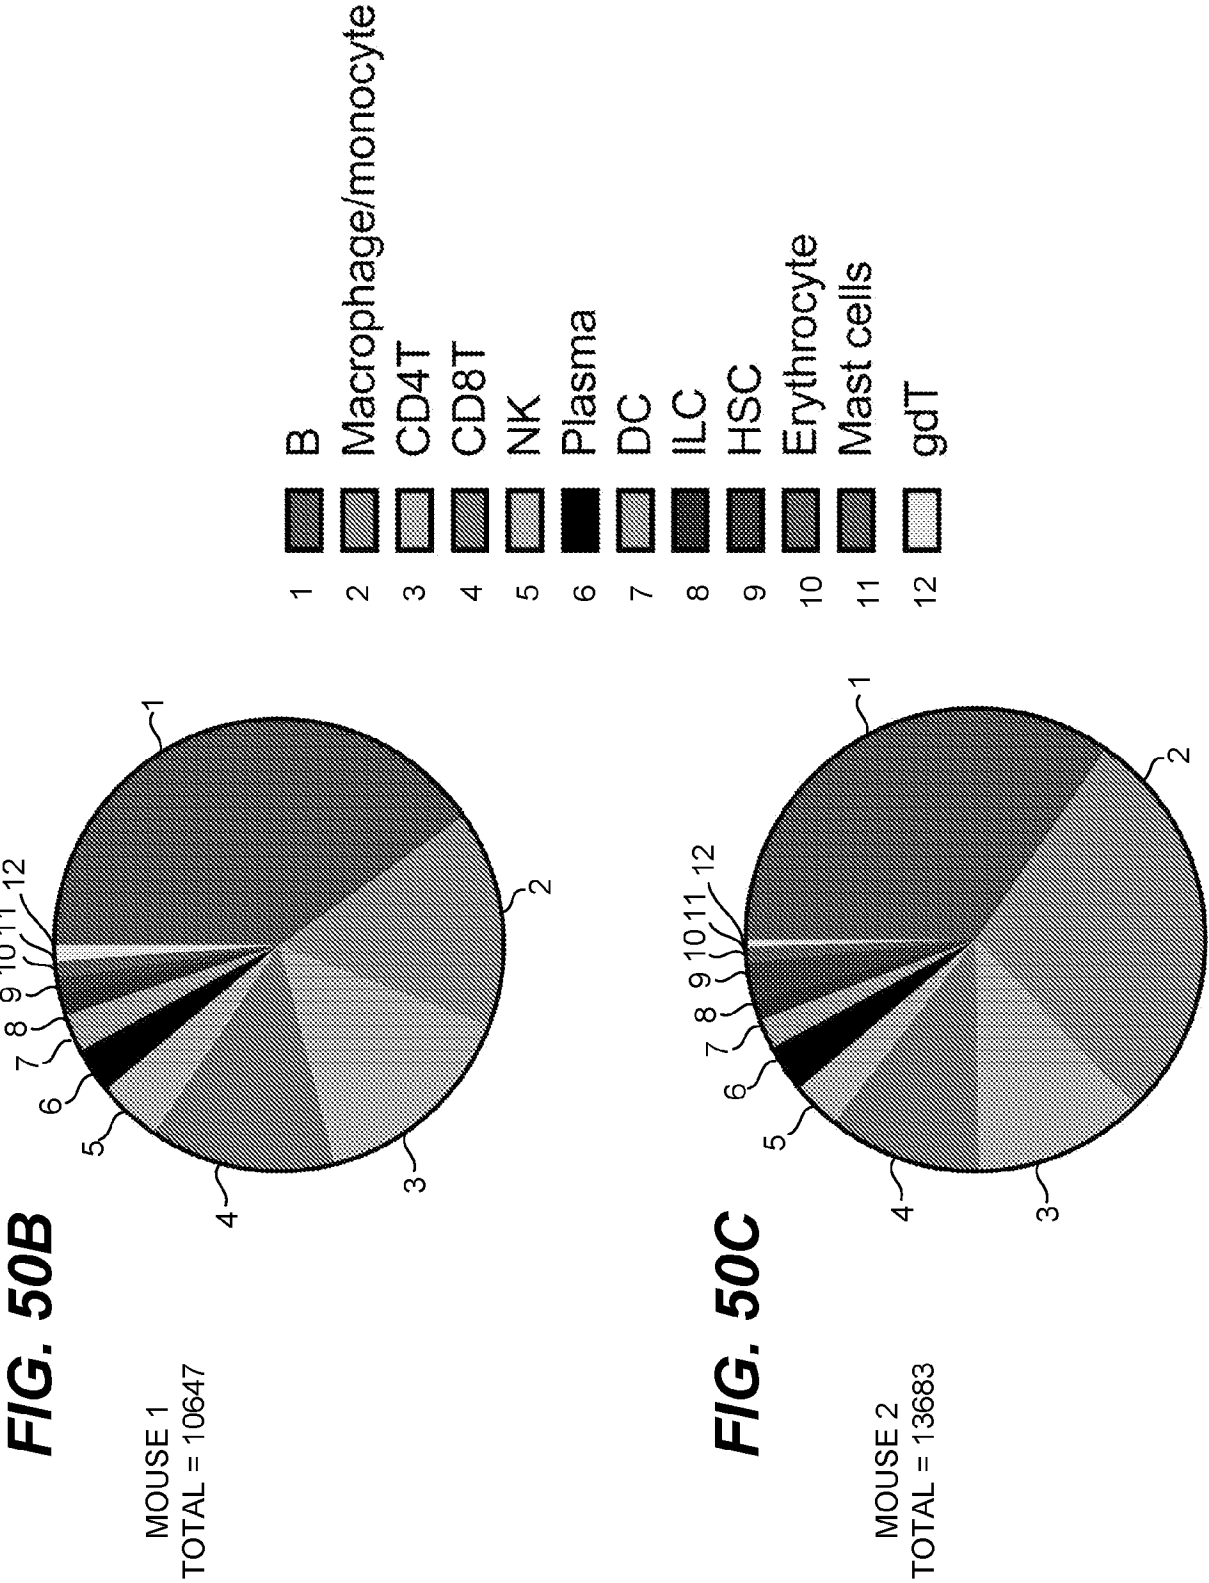 FIG. 50B
MOUSE 1
TOTAL = 10647
1
2
3
4
5
6
7
8
9
10
11
12
FIG. 50C
MOUSE 2
TOTAL = 13683
1
2
3
4
5
6
7
8
9
10
11
12
1 B
2 Macrophage/monocyte
3 CD4T
4 CD8T
5 NK
6 Plasma
7 DC
8 ILC
9 HSC
10 Erythrocyte
11 Mast cells
12 gdT